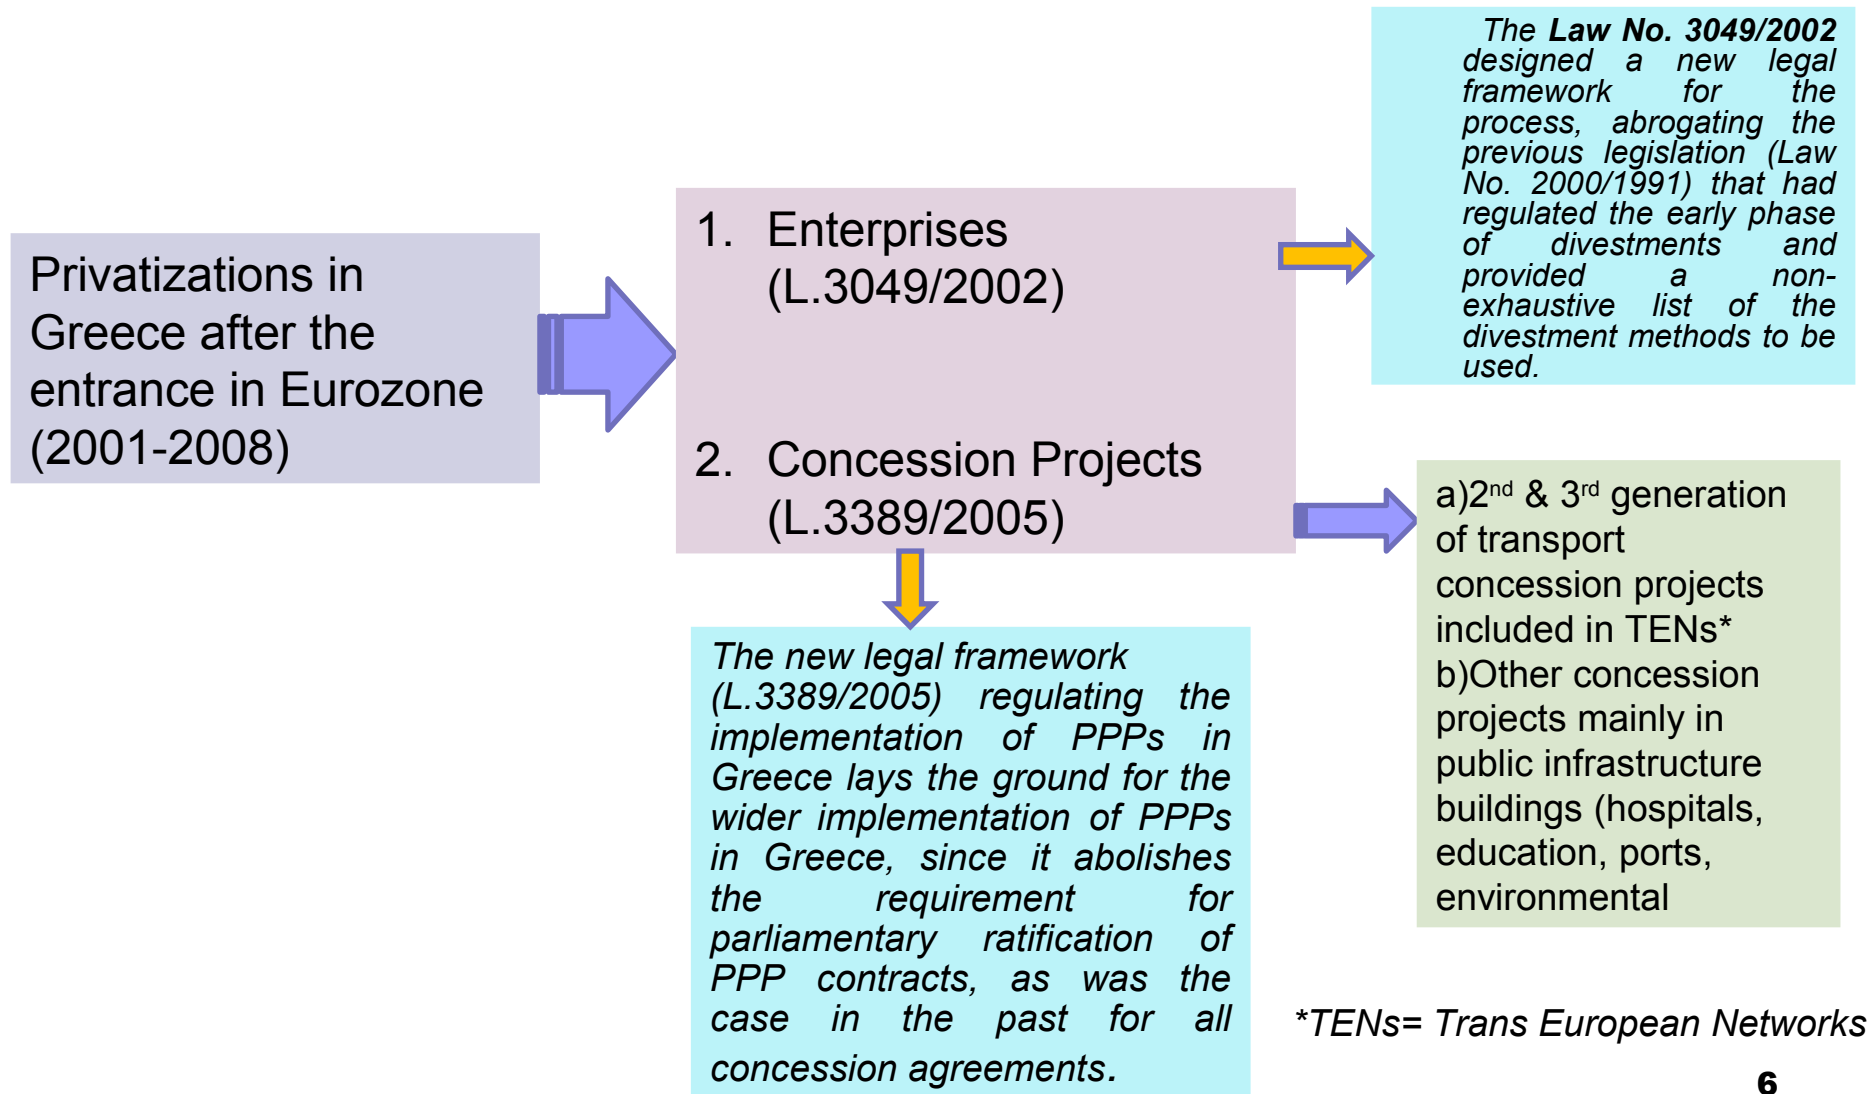 Privatizations in
Greece after the
entrance in Eurozone
(2001-2008)
1. Enterprises
(L.3049/2002)
2. Concession Projects
(L.3389/2005)
The Law No. 3049/2002
designed a new legal
framework for the
process, abrogating the
previous legislation (Law
No. 2000/1991) that had
regulated the early phase
of divestments and
provided a non-
exhaustive list of the
divestment methods to be
used.
a)2nd & 3rd generation
of transport
concession projects
included in TENs*
b)Other concession
projects mainly in
public infrastructure
buildings (hospitals,
education, ports,
environmental
The new legal framework
(L.3389/2005) regulating the
implementation of PPPs in
Greece lays the ground for the
wider implementation of PPPs
in Greece, since it abolishes
the requirement for
parliamentary ratification of
PPP contracts, as was the
case in the past for all
concession agreements.
*TENs= Trans European Networks
6